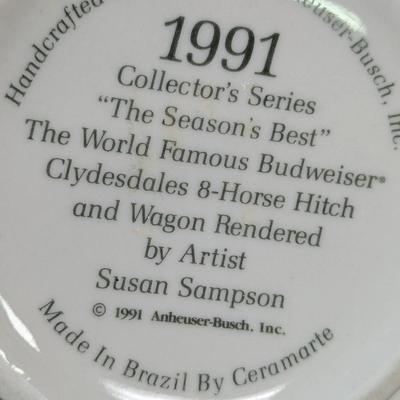 Handcrafted
Anheuser-Busch, Inc.
1991
Collector's Series
"The Season's Best"
The World Famous Budweiser®
Clydesdales 8-Horse Hitch
and Wagon Rendered
by Artist
Susan Sampson
© 1991 Anheuser-Busch, Inc.
Made In Brazil By Ceramarte